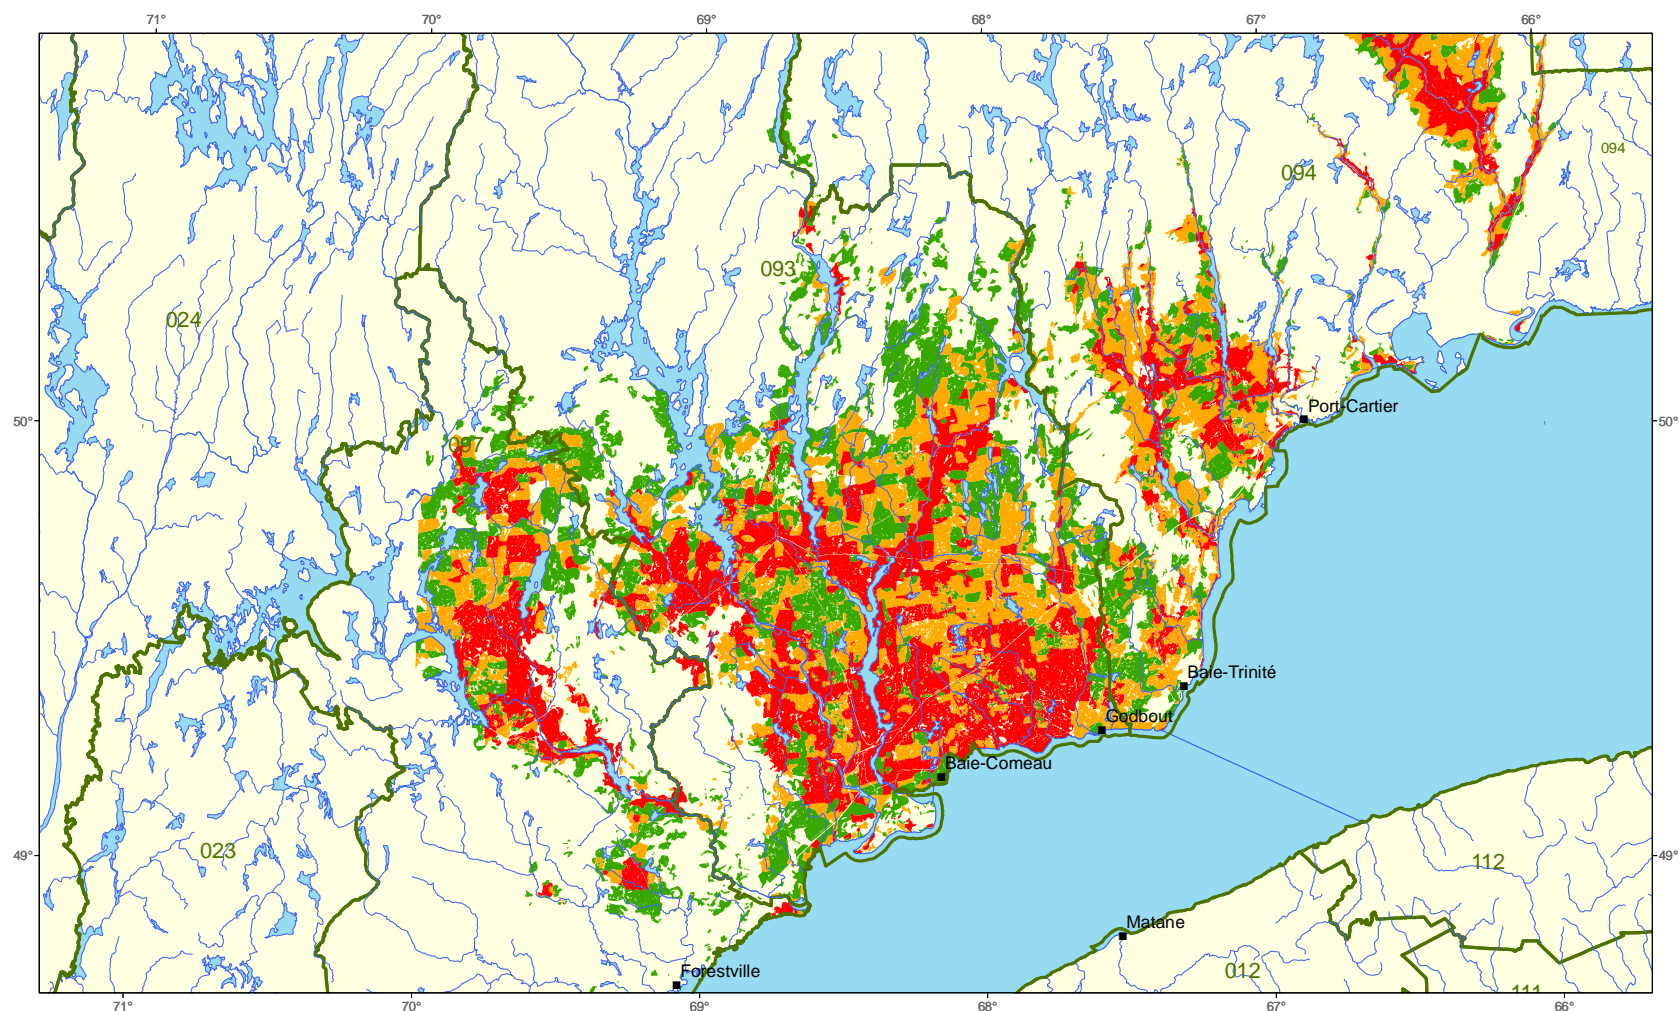 71° 70° 69° 68° 67° 66°
094
094
093
024
50° Port-Cartier 50°
097
Baie-Trinité
Godbout
Baie-Comeau
49° 023 49°
112
Matane
012
Forestville
111
71° 70° 69° 68° 67° 66°